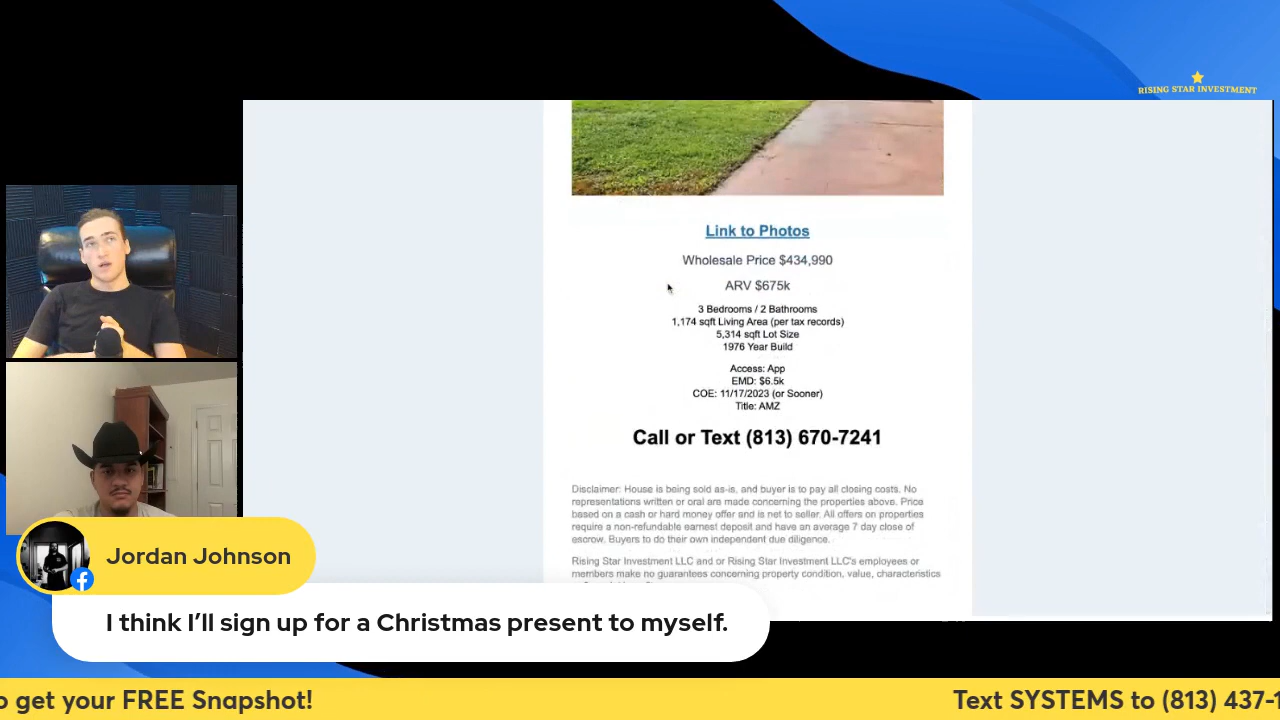 RISING STAR INVESTMENT
Link to Photos
Wholesale Price $434,990
ARV $675k
3 Bedrooms / 2 Bathrooms
1,174 sqft Living Area (per tax records)
5,314 sqft Lot Size
1976 Year Build
Access: App
EMD: $6.5k
COE: 11/17/2023 (or Sooner)
Title: AMZ
Call or Text (813) 670-7241
Disclaimer: House is being sold as-is, and buyer is to pay all closing costs. No
representations written or oral are made concerning the properties above. Price
based on a cash or hard money offer and is net to seller. All offers on properties
require a non-refundable earnest deposit and have an average 7 day close of
escrow. Buyers to do their own independent due diligence.
Rising Star Investment LLC and or Rising Star Investment LLC's employees or
members make no guarantees concerning property condition, value, characteristics
Jordan Johnson
I think I’ll sign up for a Christmas present to myself.
o get your FREE Snapshot!
Text SYSTEMS to (813) 437-1